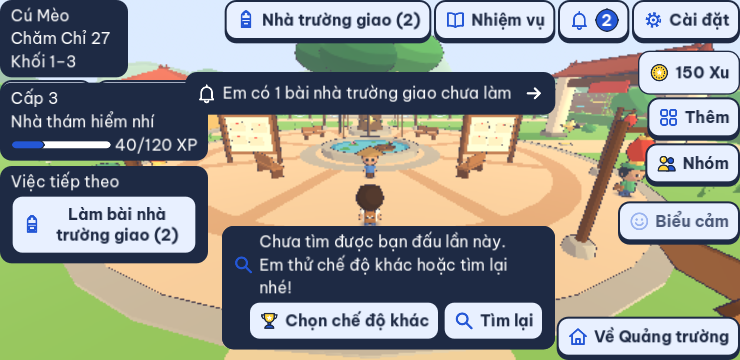 Cú Mèo
Chăm Chỉ 27
Khối 1–3
Nhà trường giao (2)
Nhiệm vụ
2
Cài đặt
150 Xu
Em có 1 bài nhà trường giao chưa làm →
Cấp 3
Nhà thám hiểm nhí
40/120 XP
Thêm
Nhóm
Việc tiếp theo
Làm bài nhà
trường giao (2)
Biểu cảm
Chưa tìm được bạn đấu lần này.
Em thử chế độ khác hoặc tìm lại
nhé!
Chọn chế độ khác
Tìm lại
Về Quảng trường